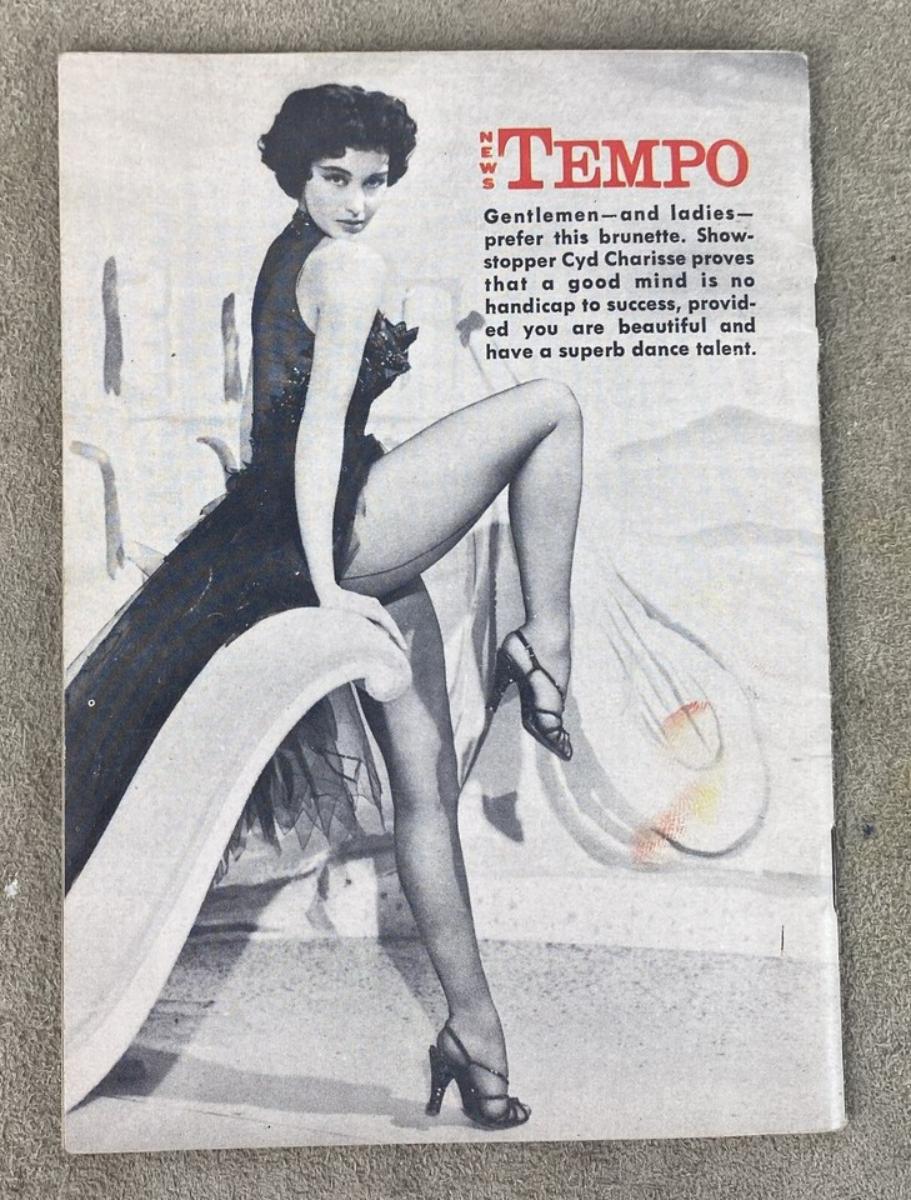 NEWS
TEMPO
Gentlemen—and ladies—
prefer this brunette. Show-
stopper Cyd Charisse proves
that a good mind is no
handicap to success, provid-
ed you are beautiful and
have a superb dance talent.